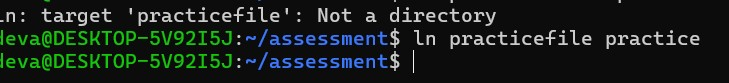 ln: target 'practicefile': Not a directory
deva@DESKTOP-5V92I5J:~/assessment$ ln practicefile practice
deva@DESKTOP-5V92I5J:~/assessment$